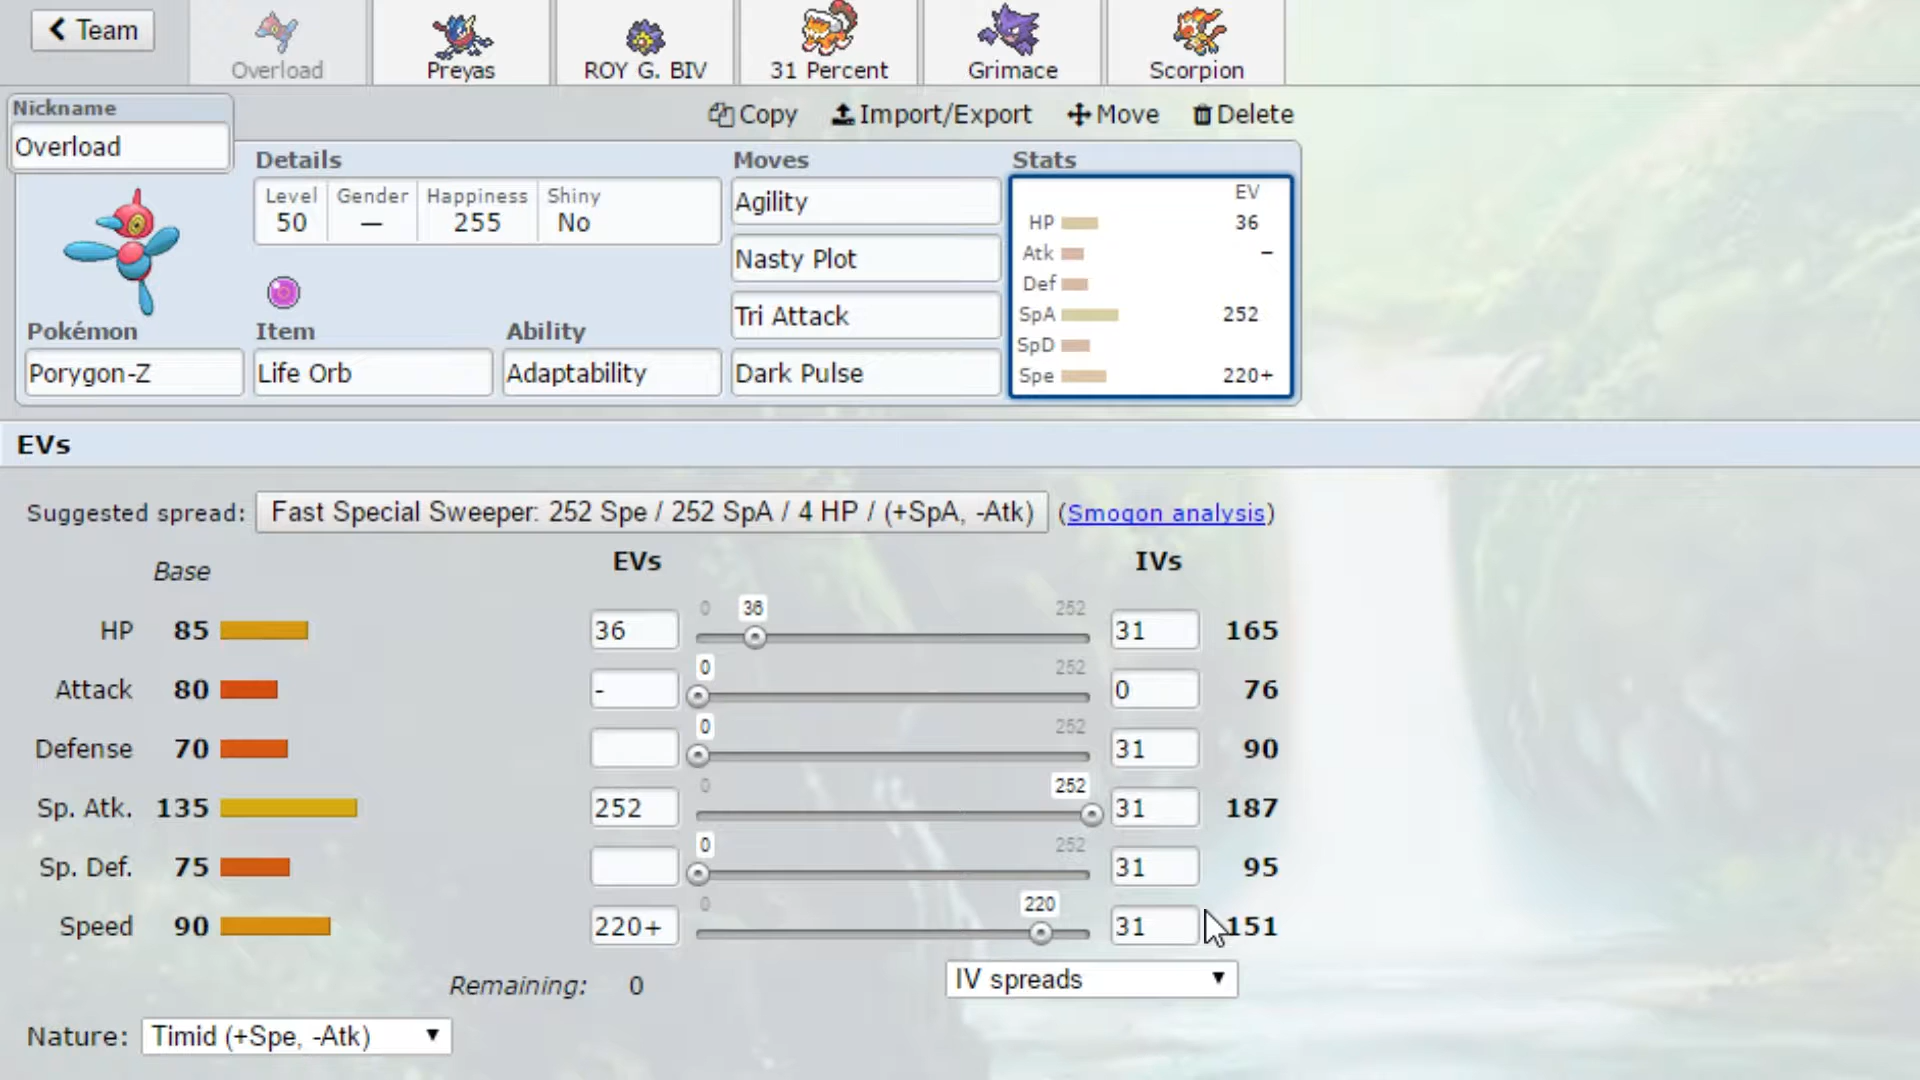 Team
Overload
Preyas
ROY G. BIV
31 Percent
Grimace
Scorpion
Copy
Import/Export
Move
Delete
Nickname
Overload
Details
Level
50
Gender
—
Happiness
255
Shiny
No
Moves
Agility
Nasty Plot
Tri Attack
Dark Pulse
Stats
EV
HP 36
Atk –
Def
SpA 252
SpD
Spe 220+
Pokémon
Porygon-Z
Item
Life Orb
Ability
Adaptability
EVs
Suggested spread: Fast Special Sweeper: 252 Spe / 252 SpA / 4 HP / (+SpA, -Atk) (Smogon analysis)
Base EVs IVs
0 36 252
HP 85 36 31 165
0 252
Attack 80 - 0 76
0 252
Defense 70 31 90
0 252
Sp. Atk. 135 252 31 187
0 252
Sp. Def. 75 31 95
0 220
Speed 90 220+ 31 151
Remaining: 0
IV spreads
Nature: Timid (+Spe, -Atk)